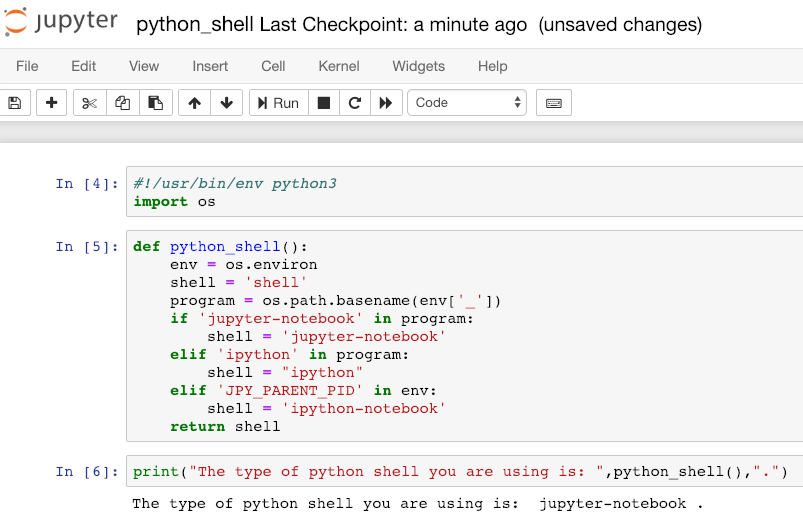 jupyter python_shell Last Checkpoint: a minute ago (unsaved changes)
File Edit View Insert Cell Kernel Widgets Help
Run Code
In [4]: #!/usr/bin/env python3
import os
In [5]: def python_shell():
    env = os.environ
    shell = 'shell'
    program = os.path.basename(env['_'])
    if 'jupyter-notebook' in program:
        shell = 'jupyter-notebook'
    elif 'ipython' in program:
        shell = "ipython"
    elif 'JPY_PARENT_PID' in env:
        shell = 'ipython-notebook'
    return shell
In [6]: print("The type of python shell you are using is: ",python_shell(),".")
The type of python shell you are using is:  jupyter-notebook .